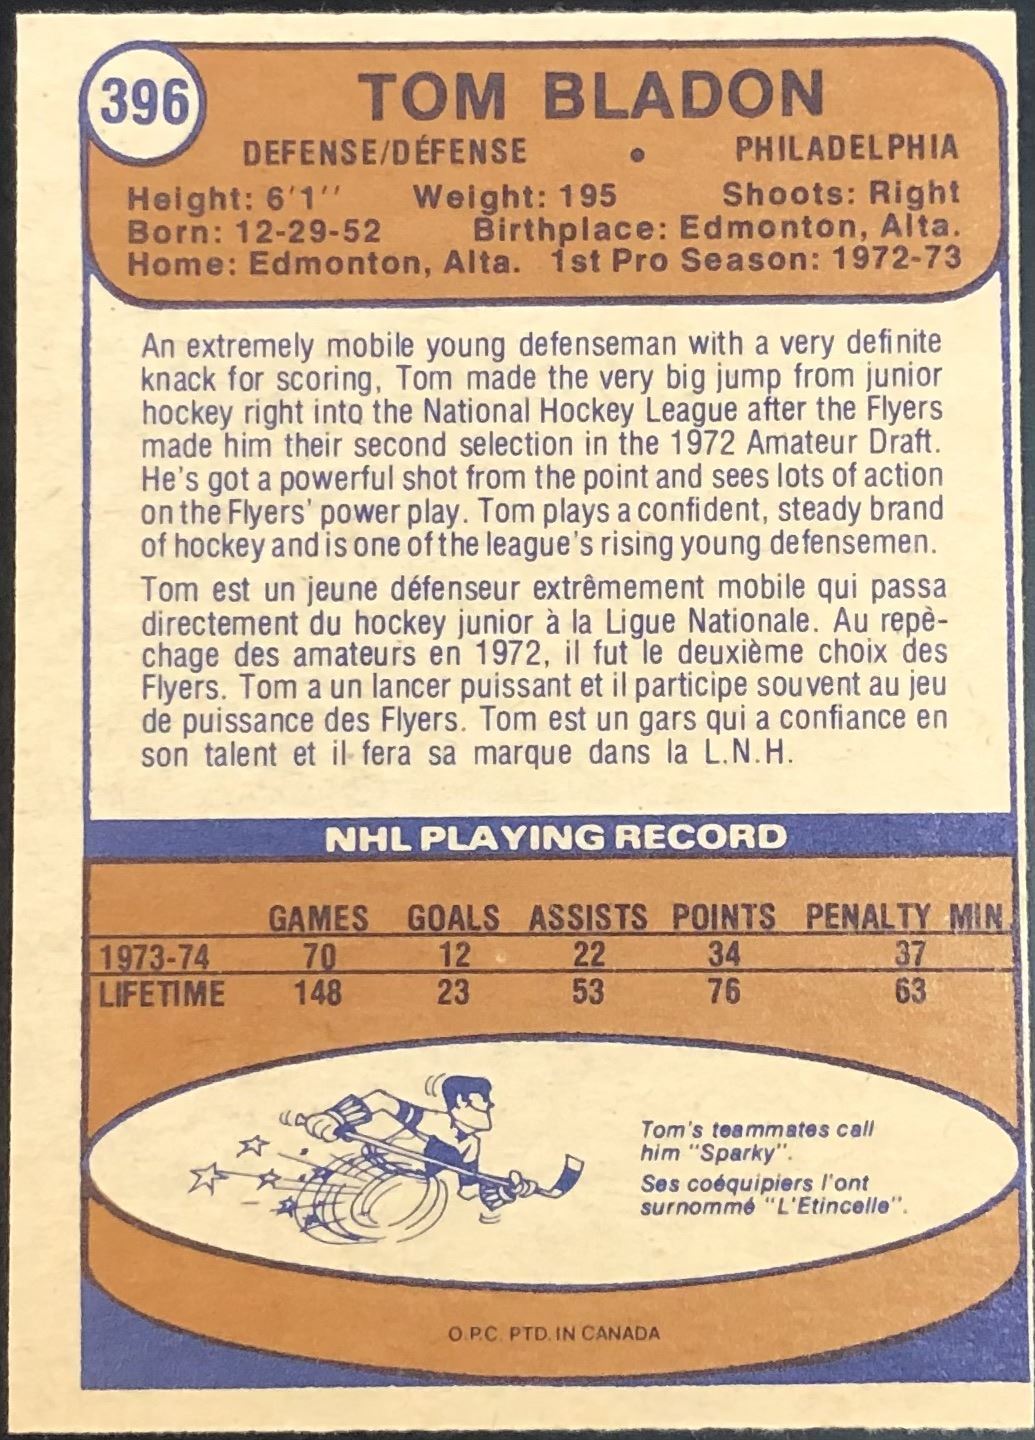 396
TOM BLADON
DEFENSE/DÉFENSE • PHILADELPHIA
Height: 6'1'' Weight: 195 Shoots: Right
Born: 12-29-52 Birthplace: Edmonton, Alta.
Home: Edmonton, Alta. 1st Pro Season: 1972-73
An extremely mobile young defenseman with a very definite
knack for scoring, Tom made the very big jump from junior
hockey right into the National Hockey League after the Flyers
made him their second selection in the 1972 Amateur Draft.
He's got a powerful shot from the point and sees lots of action
on the Flyers' power play. Tom plays a confident, steady brand
of hockey and is one of the league's rising young defensemen.
Tom est un jeune défenseur extrêmement mobile qui passa
directement du hockey junior à la Ligue Nationale. Au repê-
chage des amateurs en 1972, il fut le deuxième choix des
Flyers. Tom a un lancer puissant et il participe souvent au jeu
de puissance des Flyers. Tom est un gars qui a confiance en
son talent et il fera sa marque dans la L.N.H.
NHL PLAYING RECORD
GAMES GOALS ASSISTS POINTS PENALTY MIN.
1973-74 70 12 22 34 37
LIFETIME 148 23 53 76 63
Tom's teammates call
him "Sparky".
Ses coéquipiers l'ont
surnommé "L'Etincelle".
O.P.C. PTD. IN CANADA